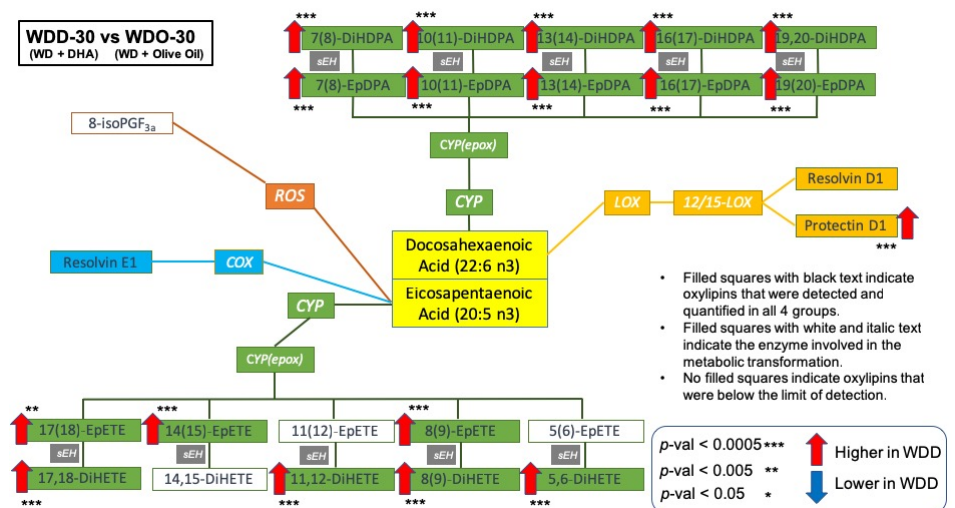 WDD-30 vs WDO-30
(WD + DHA) (WD + Olive Oil)
*** *** *** *** ***
7(8)-DiHDPA 10(11)-DiHDPA 13(14)-DiHDPA 16(17)-DiHDPA 19,20-DiHDPA
sEH sEH sEH sEH sEH
7(8)-EpDPA 10(11)-EpDPA 13(14)-EpDPA 16(17)-EpDPA 19(20)-EpDPA
*** *** *** *** ***
8-isoPGF3a
CYP(epox)
ROS
CYP
LOX
12/15-LOX
Resolvin D1
Protectin D1
***
Docosahexaenoic
Acid (22:6 n3)
Resolvin E1
COX
Eicosapentaenoic
Acid (20:5 n3)
CYP
CYP(epox)
• Filled squares with black text indicate
oxylipins that were detected and
quantified in all 4 groups.
• Filled squares with white and italic text
indicate the enzyme involved in the
metabolic transformation.
• No filled squares indicate oxylipins that
were below the limit of detection.
** *** ***
17(18)-EpETE 14(15)-EpETE 11(12)-EpETE 8(9)-EpETE 5(6)-EpETE
sEH sEH sEH sEH sEH
17,18-DiHETE 14,15-DiHETE 11,12-DiHETE 8(9)-DiHETE 5,6-DiHETE
*** *** *** ***
p-val < 0.0005 ***
p-val < 0.005 **
p-val < 0.05 *
Higher in WDD
Lower in WDD